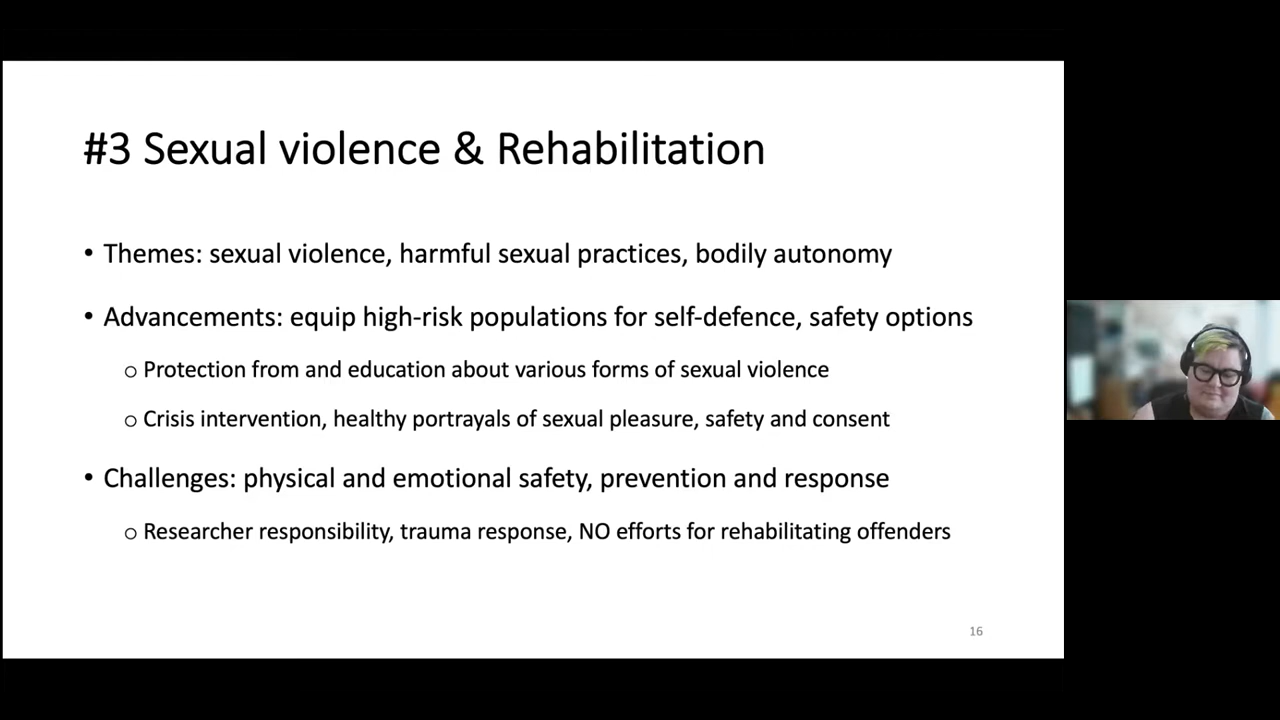 #3 Sexual violence & Rehabilitation
• Themes: sexual violence, harmful sexual practices, bodily autonomy
• Advancements: equip high-risk populations for self-defence, safety options
o Protection from and education about various forms of sexual violence
o Crisis intervention, healthy portrayals of sexual pleasure, safety and consent
• Challenges: physical and emotional safety, prevention and response
o Researcher responsibility, trauma response, NO efforts for rehabilitating offenders
16